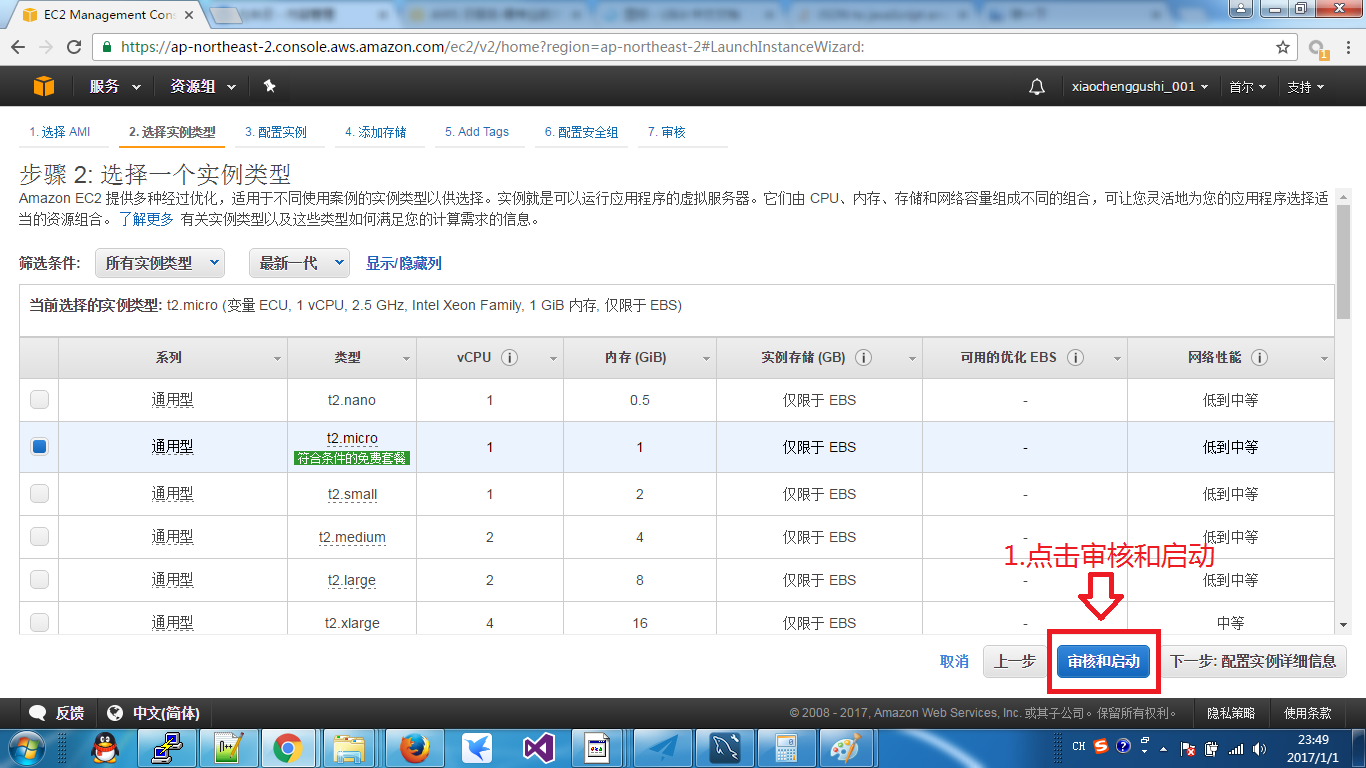 EC2 Management Cons
https://ap-northeast-2.console.aws.amazon.com/ec2/v2/home?region=ap-northeast-2#LaunchInstanceWizard:
服务 资源组 xiaochenggushi_001 首尔 支持
1. 选择 AMI 2. 选择实例类型 3. 配置实例 4. 添加存储 5. Add Tags 6. 配置安全组 7. 审核
步骤 2: 选择一个实例类型
Amazon EC2 提供多种经过优化，适用于不同使用案例的实例类型以供选择。实例就是可以运行应用程序的虚拟服务器。它们由 CPU、内存、存储和网络容量组成不同的组合，可让您灵活地为您的应用程序选择适
当的资源组合。 了解更多 有关实例类型以及这些类型如何满足您的计算需求的信息。
筛选条件: 所有实例类型 最新一代 显示/隐藏列
当前选择的实例类型: t2.micro (变量 ECU, 1 vCPU, 2.5 GHz, Intel Xeon Family, 1 GiB 内存, 仅限于 EBS)
系列 类型 vCPU 内存 (GiB) 实例存储 (GB) 可用的优化 EBS 网络性能
通用型 t2.nano 1 0.5 仅限于 EBS - 低到中等
通用型 t2.micro 1 1 仅限于 EBS - 低到中等
符合条件的免费套餐
通用型 t2.small 1 2 仅限于 EBS - 低到中等
通用型 t2.medium 2 4 仅限于 EBS - 低到中等
1.点击审核和启动
通用型 t2.large 2 8 仅限于 EBS - 低到中等
通用型 t2.xlarge 4 16 仅限于 EBS - 中等
取消 上一步 审核和启动 下一步: 配置实例详细信息
反馈 中文(简体) © 2008 - 2017, Amazon Web Services, Inc. 或其子公司。保留所有权利。 隐私策略 使用条款
CH 23:49
2017/1/1